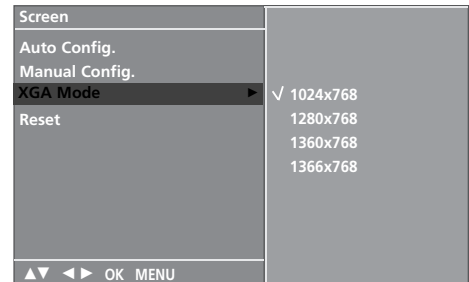 Screen
Auto Config.
Manual Config.
XGA Mode ►
Reset
√ 1024x768
1280x768
1360x768
1366x768
▲▼ ◄► OK MENU